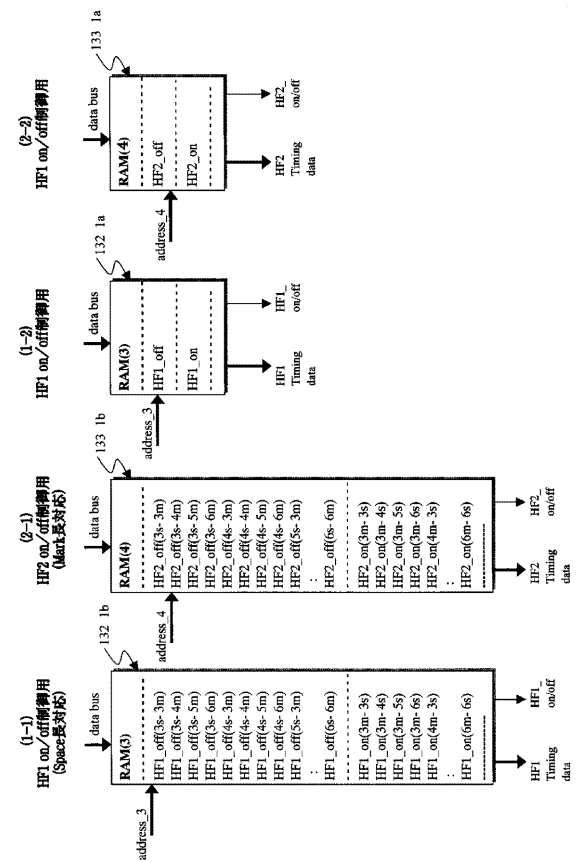 (1-1)
HF1 on/off制御用
(Space長対応)
data bus
132 1b
RAM(3)
address_3
HF1_off(3s- 3m)
HF1_off(3s- 4m)
HF1_off(3s- 5m)
HF1_off(3s- 6m)
HF1_off(4s- 3m)
HF1_off(4s- 4m)
HF1_off(4s- 5m)
HF1_off(4s- 6m)
HF1_off(5s- 3m)
:
HF1_off(6s- 6m)
HF1_on(3m- 3s)
HF1_on(3m- 4s)
HF1_on(3m- 5s)
HF1_on(3m- 6s)
HF1_on(4m- 3s)
:
HF1_on(6m- 6s)
HF1
Timing
data
HF1_
on/off
(2-1)
HF2 on/off制御用
(Mark長対応)
data bus
133 1b
RAM(4)
address_4
HF2_off(3s- 3m)
HF2_off(3s- 4m)
HF2_off(3s- 5m)
HF2_off(3s- 6m)
HF2_off(4s- 3m)
HF2_off(4s- 4m)
HF2_off(4s- 5m)
HF2_off(4s- 6m)
HF2_off(5s- 3m)
:
HF2_off(6s- 6m)
HF2_on(3m- 3s)
HF2_on(3m- 4s)
HF2_on(3m- 5s)
HF2_on(3m- 6s)
HF2_on(4m- 3s)
:
HF2_on(6m- 6s)
HF2
Timing
data
HF2_
on/off
(1-2)
HF1 on/off制御用
data bus
132 1a
RAM(3)
address_3
HF1_off
HF1_on
HF1
Timing
data
HF1_
on/off
(2-2)
HF1 on/off制御用
data bus
133 1a
RAM(4)
address_4
HF2_off
HF2_on
HF2
Timing
data
HF2_
on/off